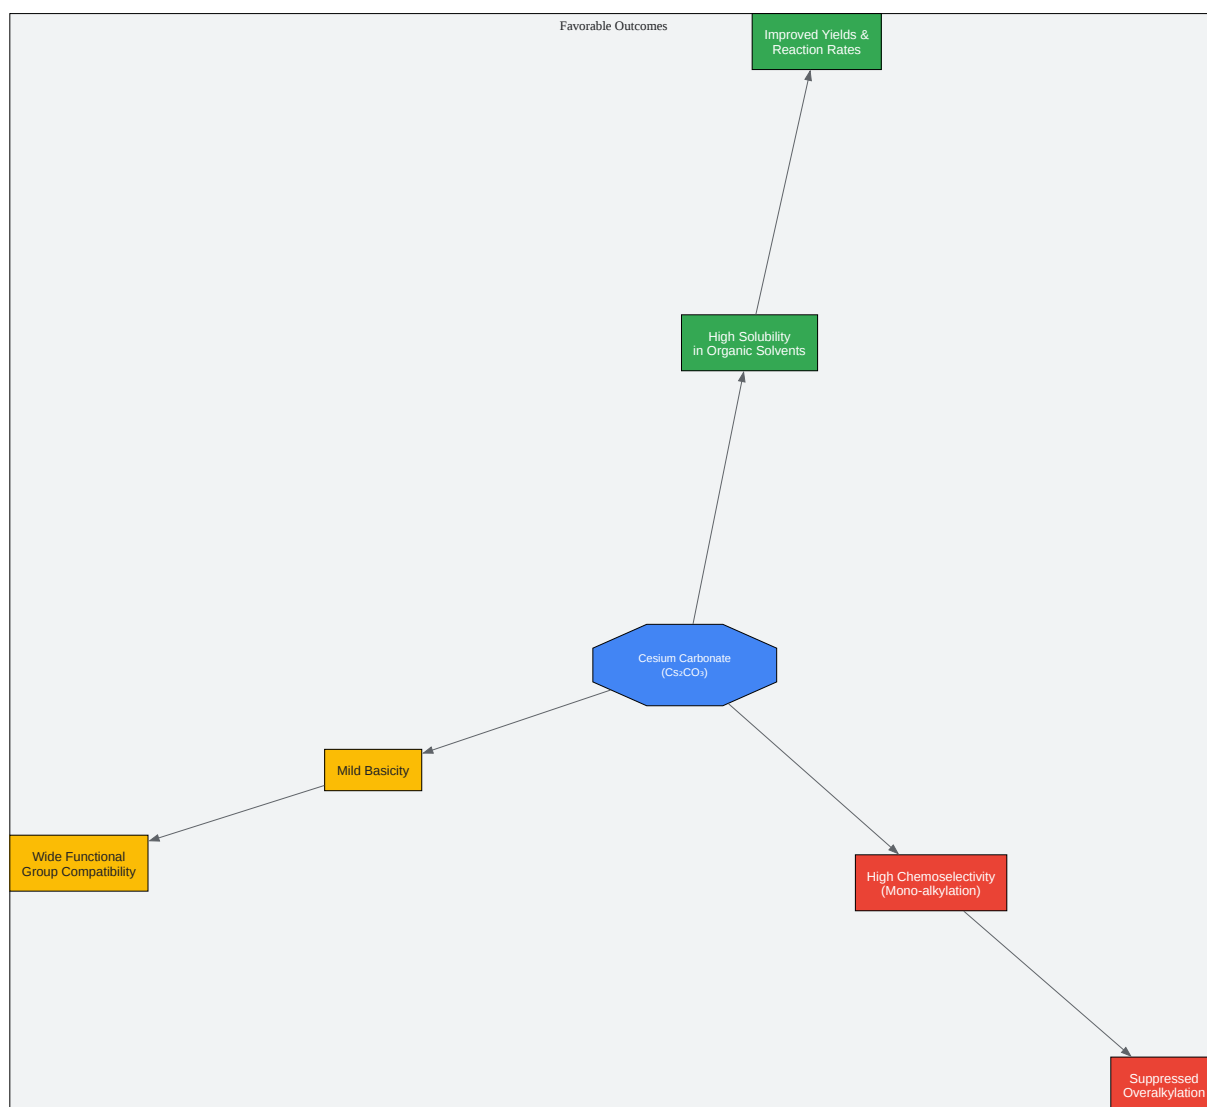 Favorable Outcomes
Improved Yields &
Reaction Rates
High Solubility
in Organic Solvents
Cesium Carbonate
(Cs₂CO₃)
Mild Basicity
Wide Functional
Group Compatibility
High Chemoselectivity
(Mono-alkylation)
Suppressed
Overalkylation